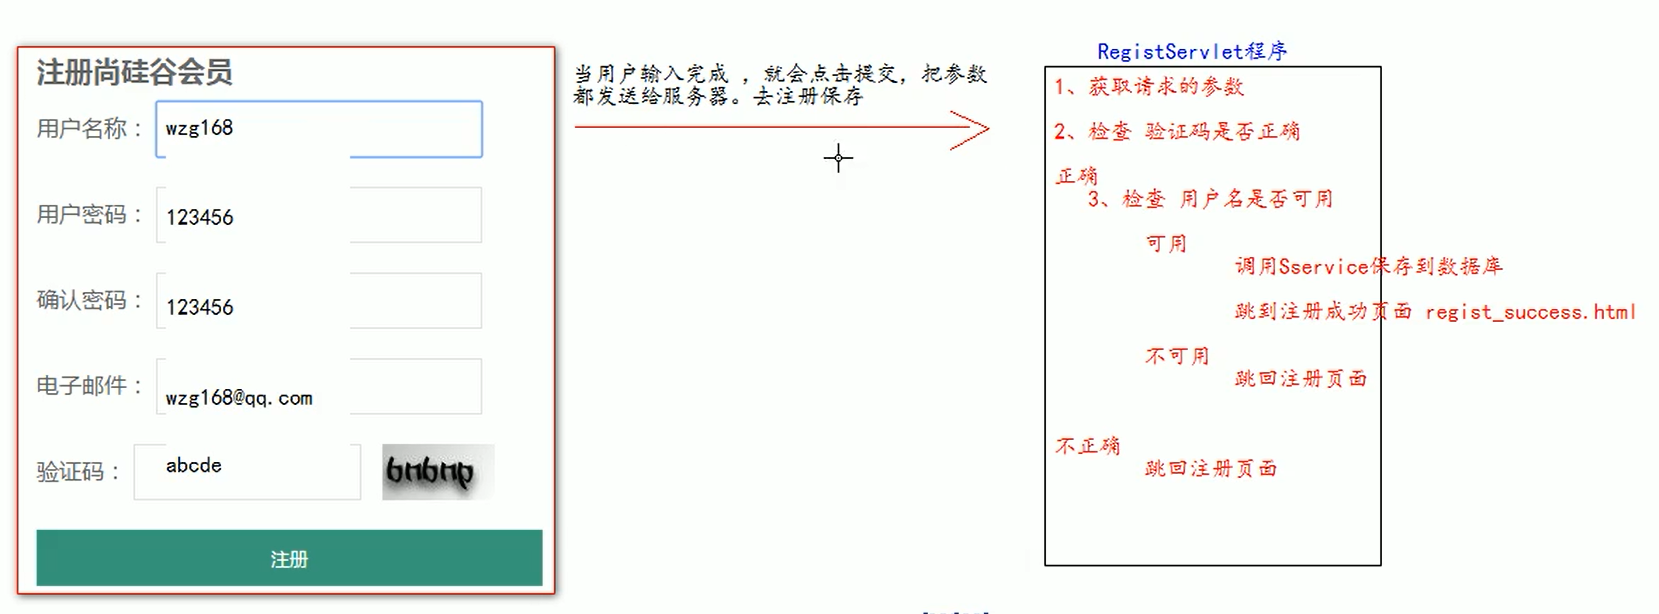 注册尚硅谷会员
用户名称： wzg168
用户密码： 123456
确认密码： 123456
电子邮件： wzg168@qq.com
验证码： abcde bnbnp
注册
当用户输入完成 ，就会点击提交，把参数
都发送给服务器。去注册保存
RegistServlet程序
1、获取请求的参数
2、检查 验证码是否正确
正确
3、检查 用户名是否可用
可用
调用Sservice保存到数据库
跳到注册成功页面 regist_success.html
不可用
跳回注册页面
不正确
跳回注册页面